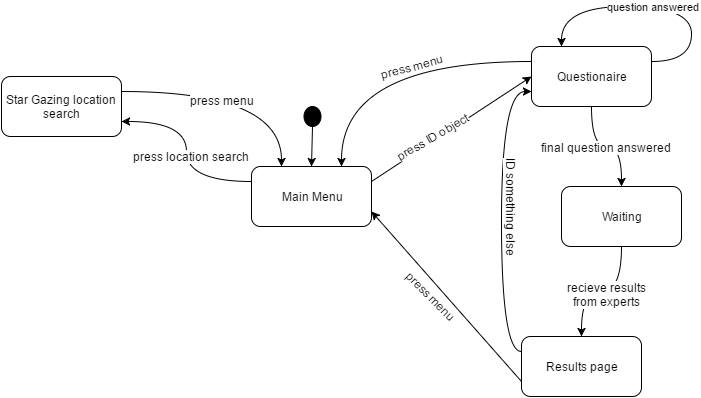 question answered
press menu
Questionaire
Star Gazing location
search
press menu
press ID object
final question answered
press location search
ID something else
Main Menu
Waiting
press menu
recieve results
from experts
Results page